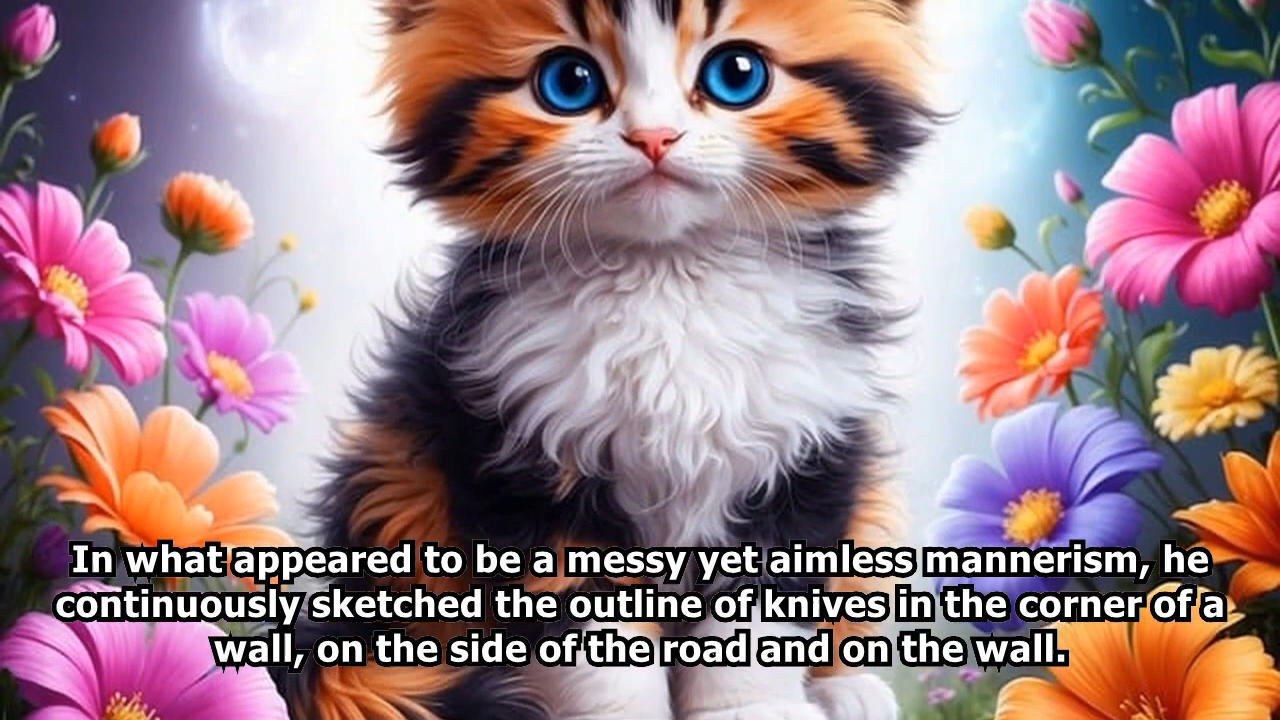 In what appeared to be a messy yet aimless mannerism, he
continuously sketched the outline of knives in the corner of a
wall, on the side of the road and on the wall.